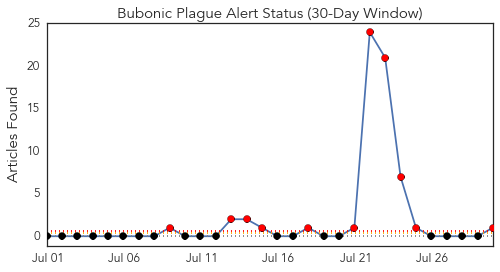 Bubonic Plague Alert Status (30-Day Window)
Articles Found
25
20
15
10
5
0
Jul 01 Jul 06 Jul 11 Jul 16 Jul 21 Jul 26